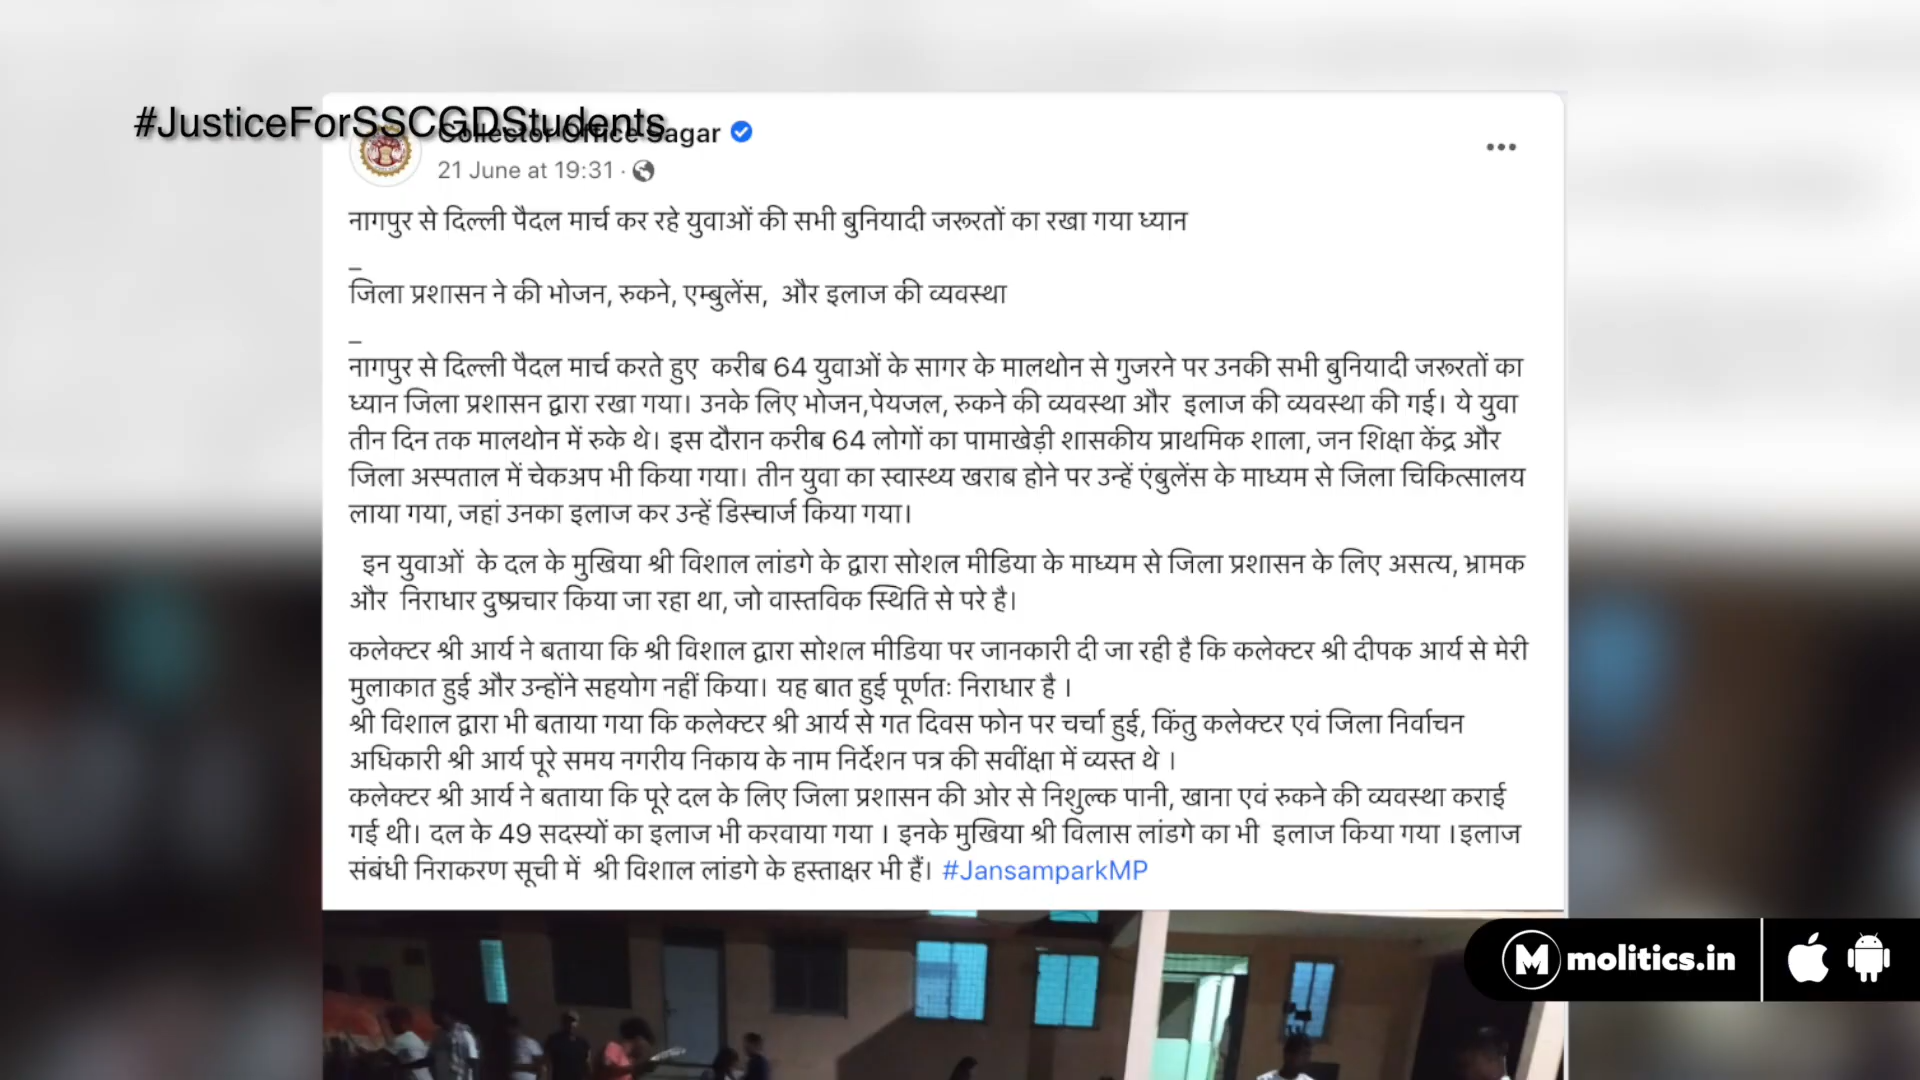 #JusticeForSSCGDStudents
Collector Office Sagar
21 June at 19:31 ·
नागपुर से दिल्ली पैदल मार्च कर रहे युवाओं की सभी बुनियादी जरूरतों का रखा गया ध्यान
_
जिला प्रशासन ने की भोजन, रुकने, एम्बुलेंस, और इलाज की व्यवस्था
_
नागपुर से दिल्ली पैदल मार्च करते हुए करीब 64 युवाओं के सागर के मालथोन से गुजरने पर उनकी सभी बुनियादी जरूरतों का
ध्यान जिला प्रशासन द्वारा रखा गया। उनके लिए भोजन,पेयजल, रुकने की व्यवस्था और इलाज की व्यवस्था की गई। ये युवा
तीन दिन तक मालथोन में रुके थे। इस दौरान करीब 64 लोगों का पामाखेड़ी शासकीय प्राथमिक शाला, जन शिक्षा केंद्र और
जिला अस्पताल में चेकअप भी किया गया। तीन युवा का स्वास्थ्य खराब होने पर उन्हें एंबुलेंस के माध्यम से जिला चिकित्सालय
लाया गया, जहां उनका इलाज कर उन्हें डिस्चार्ज किया गया।
इन युवाओं के दल के मुखिया श्री विशाल लांडगे के द्वारा सोशल मीडिया के माध्यम से जिला प्रशासन के लिए असत्य, भ्रामक
और निराधार दुष्प्रचार किया जा रहा था, जो वास्तविक स्थिति से परे है।
कलेक्टर श्री आर्य ने बताया कि श्री विशाल द्वारा सोशल मीडिया पर जानकारी दी जा रही है कि कलेक्टर श्री दीपक आर्य से मेरी
मुलाकात हुई और उन्होंने सहयोग नहीं किया। यह बात हुई पूर्णतः निराधार है ।
श्री विशाल द्वारा भी बताया गया कि कलेक्टर श्री आर्य से गत दिवस फोन पर चर्चा हुई, किंतु कलेक्टर एवं जिला निर्वाचन
अधिकारी श्री आर्य पूरे समय नगरीय निकाय के नाम निर्देशन पत्र की सवींक्षा में व्यस्त थे ।
कलेक्टर श्री आर्य ने बताया कि पूरे दल के लिए जिला प्रशासन की ओर से निशुल्क पानी, खाना एवं रुकने की व्यवस्था कराई
गई थी। दल के 49 सदस्यों का इलाज भी करवाया गया । इनके मुखिया श्री विलास लांडगे का भी इलाज किया गया ।इलाज
संबंधी निराकरण सूची में श्री विशाल लांडगे के हस्ताक्षर भी हैं। #JansamparkMP
molitics.in